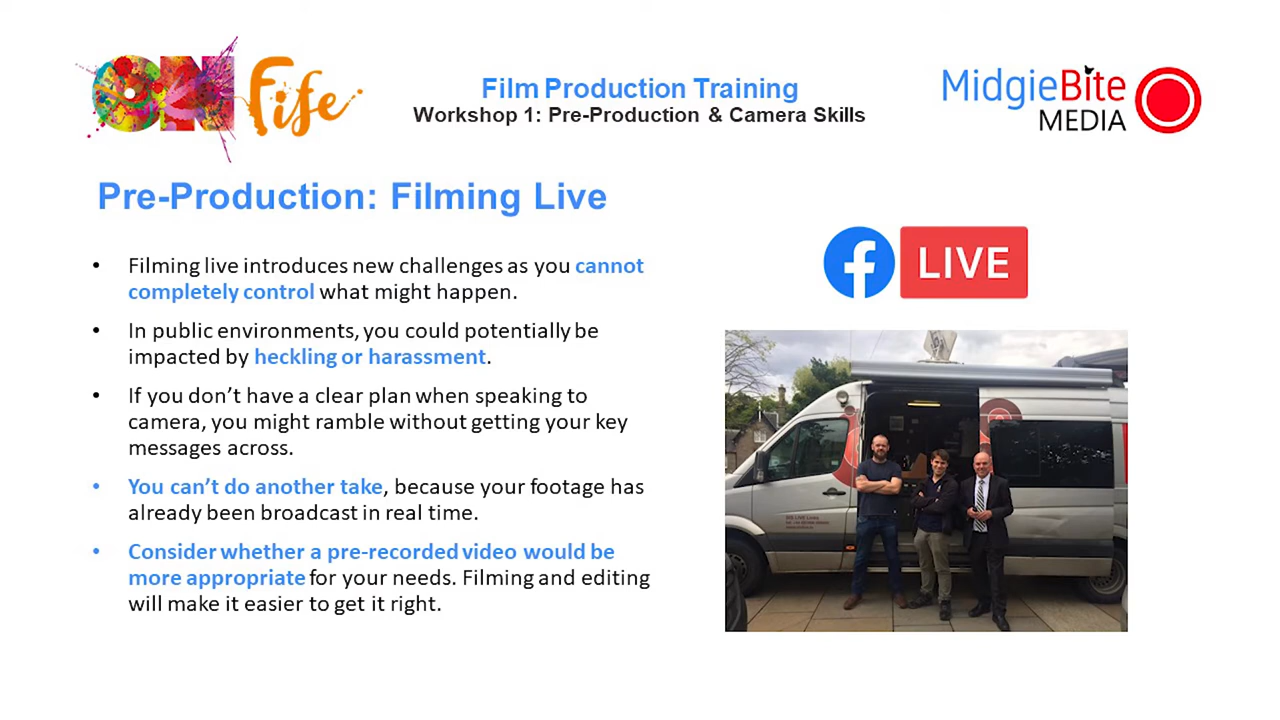 ON Fife
Film Production Training
Workshop 1: Pre-Production & Camera Skills
MidgieBite
MEDIA
Pre-Production: Filming Live
• Filming live introduces new challenges as you cannot
completely control what might happen.
• In public environments, you could potentially be
impacted by heckling or harassment.
• If you don’t have a clear plan when speaking to
camera, you might ramble without getting your key
messages across.
• You can’t do another take, because your footage has
already been broadcast in real time.
• Consider whether a pre-recorded video would be
more appropriate for your needs. Filming and editing
will make it easier to get it right.
f LIVE